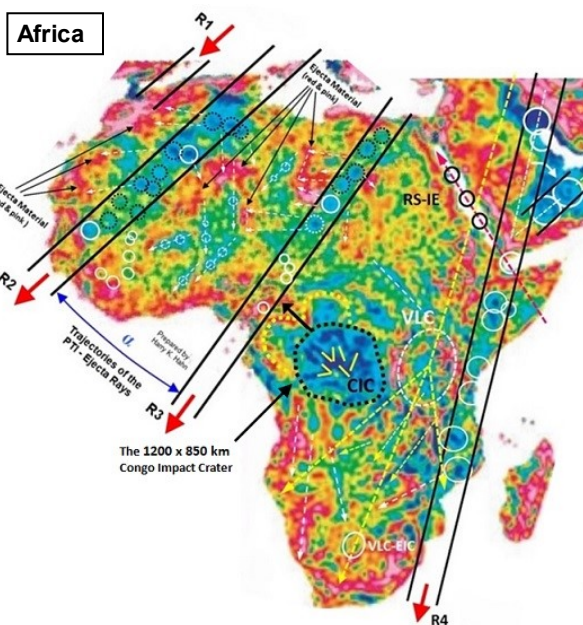 Africa
R1
Ejecta Material
(red & pink)
Ejecta Material
(red & pink)
RS-IE
R2
α
Trajectories of the
PTI - Ejecta Rays
Prepared by
Harry K. Hahn
VLC
CIC
R3
The 1200 x 850 km
Congo Impact Crater
VLC-EIC
R4